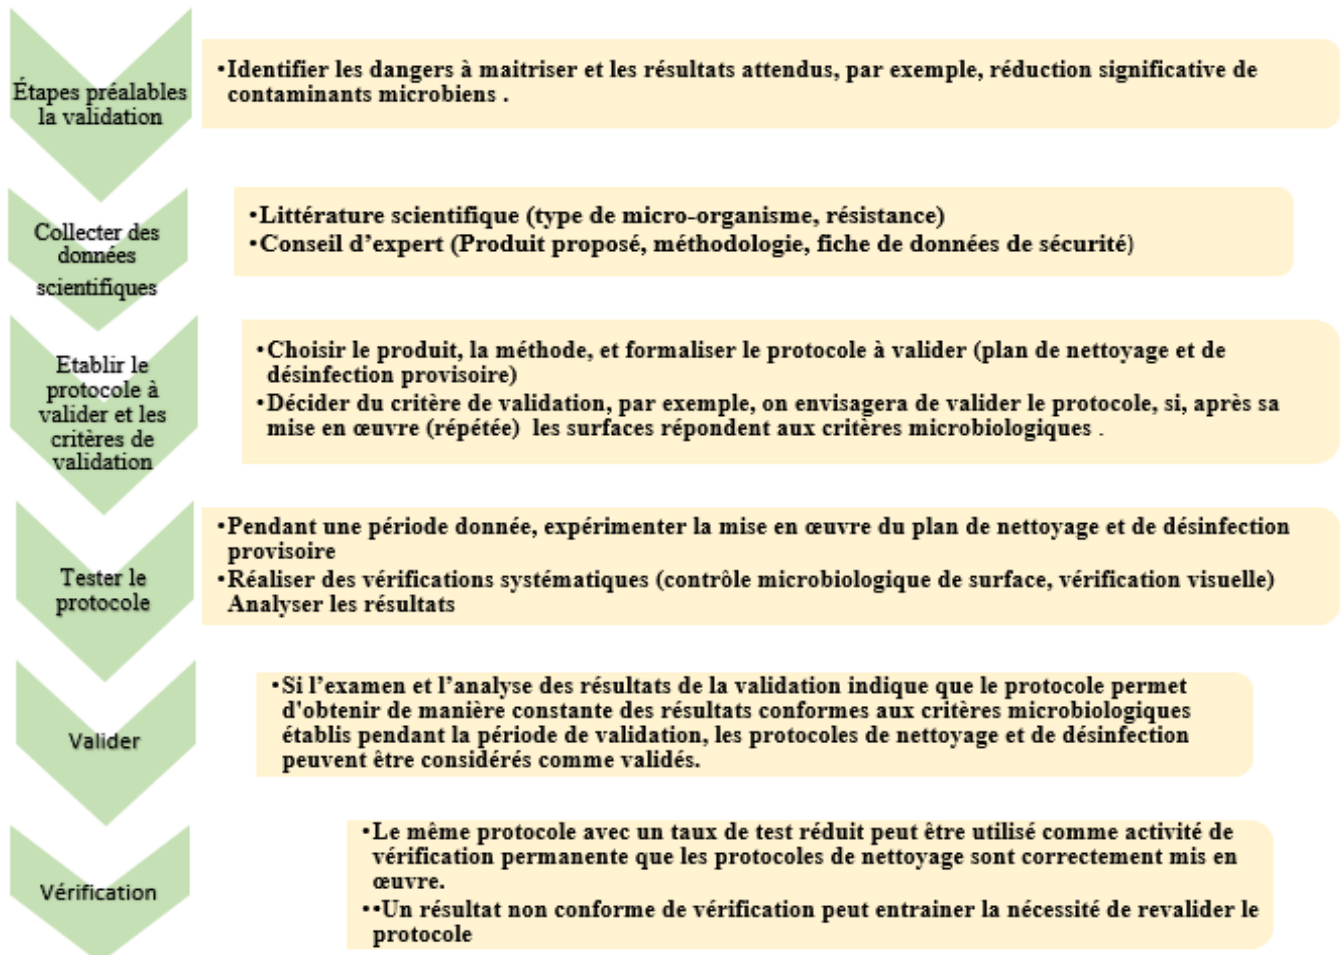 Étapes préalables
la validation
•Identifier les dangers à maitriser et les résultats attendus, par exemple, réduction significative de
contaminants microbiens .
Collecter des
données
scientifiques
•Littérature scientifique (type de micro-organisme, résistance)
•Conseil d’expert (Produit proposé, méthodologie, fiche de données de sécurité)
Etablir le
protocole à
valider et les
critères de
validation
•Choisir le produit, la méthode, et formaliser le protocole à valider (plan de nettoyage et de
désinfection provisoire)
•Décider du critère de validation, par exemple, on envisagera de valider le protocole, si, après sa
mise en œuvre (répétée) les surfaces répondent aux critères microbiologiques .
Tester le
protocole
•Pendant une période donnée, expérimenter la mise en œuvre du plan de nettoyage et de désinfection
provisoire
•Réaliser des vérifications systématiques (contrôle microbiologique de surface, vérification visuelle)
Analyser les résultats
Valider
•Si l’examen et l’analyse des résultats de la validation indique que le protocole permet
d'obtenir de manière constante des résultats conformes aux critères microbiologiques
établis pendant la période de validation, les protocoles de nettoyage et de désinfection
peuvent être considérés comme validés.
Vérification
•Le même protocole avec un taux de test réduit peut être utilisé comme activité de
vérification permanente que les protocoles de nettoyage sont correctement mis en
œuvre.
••Un résultat non conforme de vérification peut entrainer la nécessité de revalider le
protocole